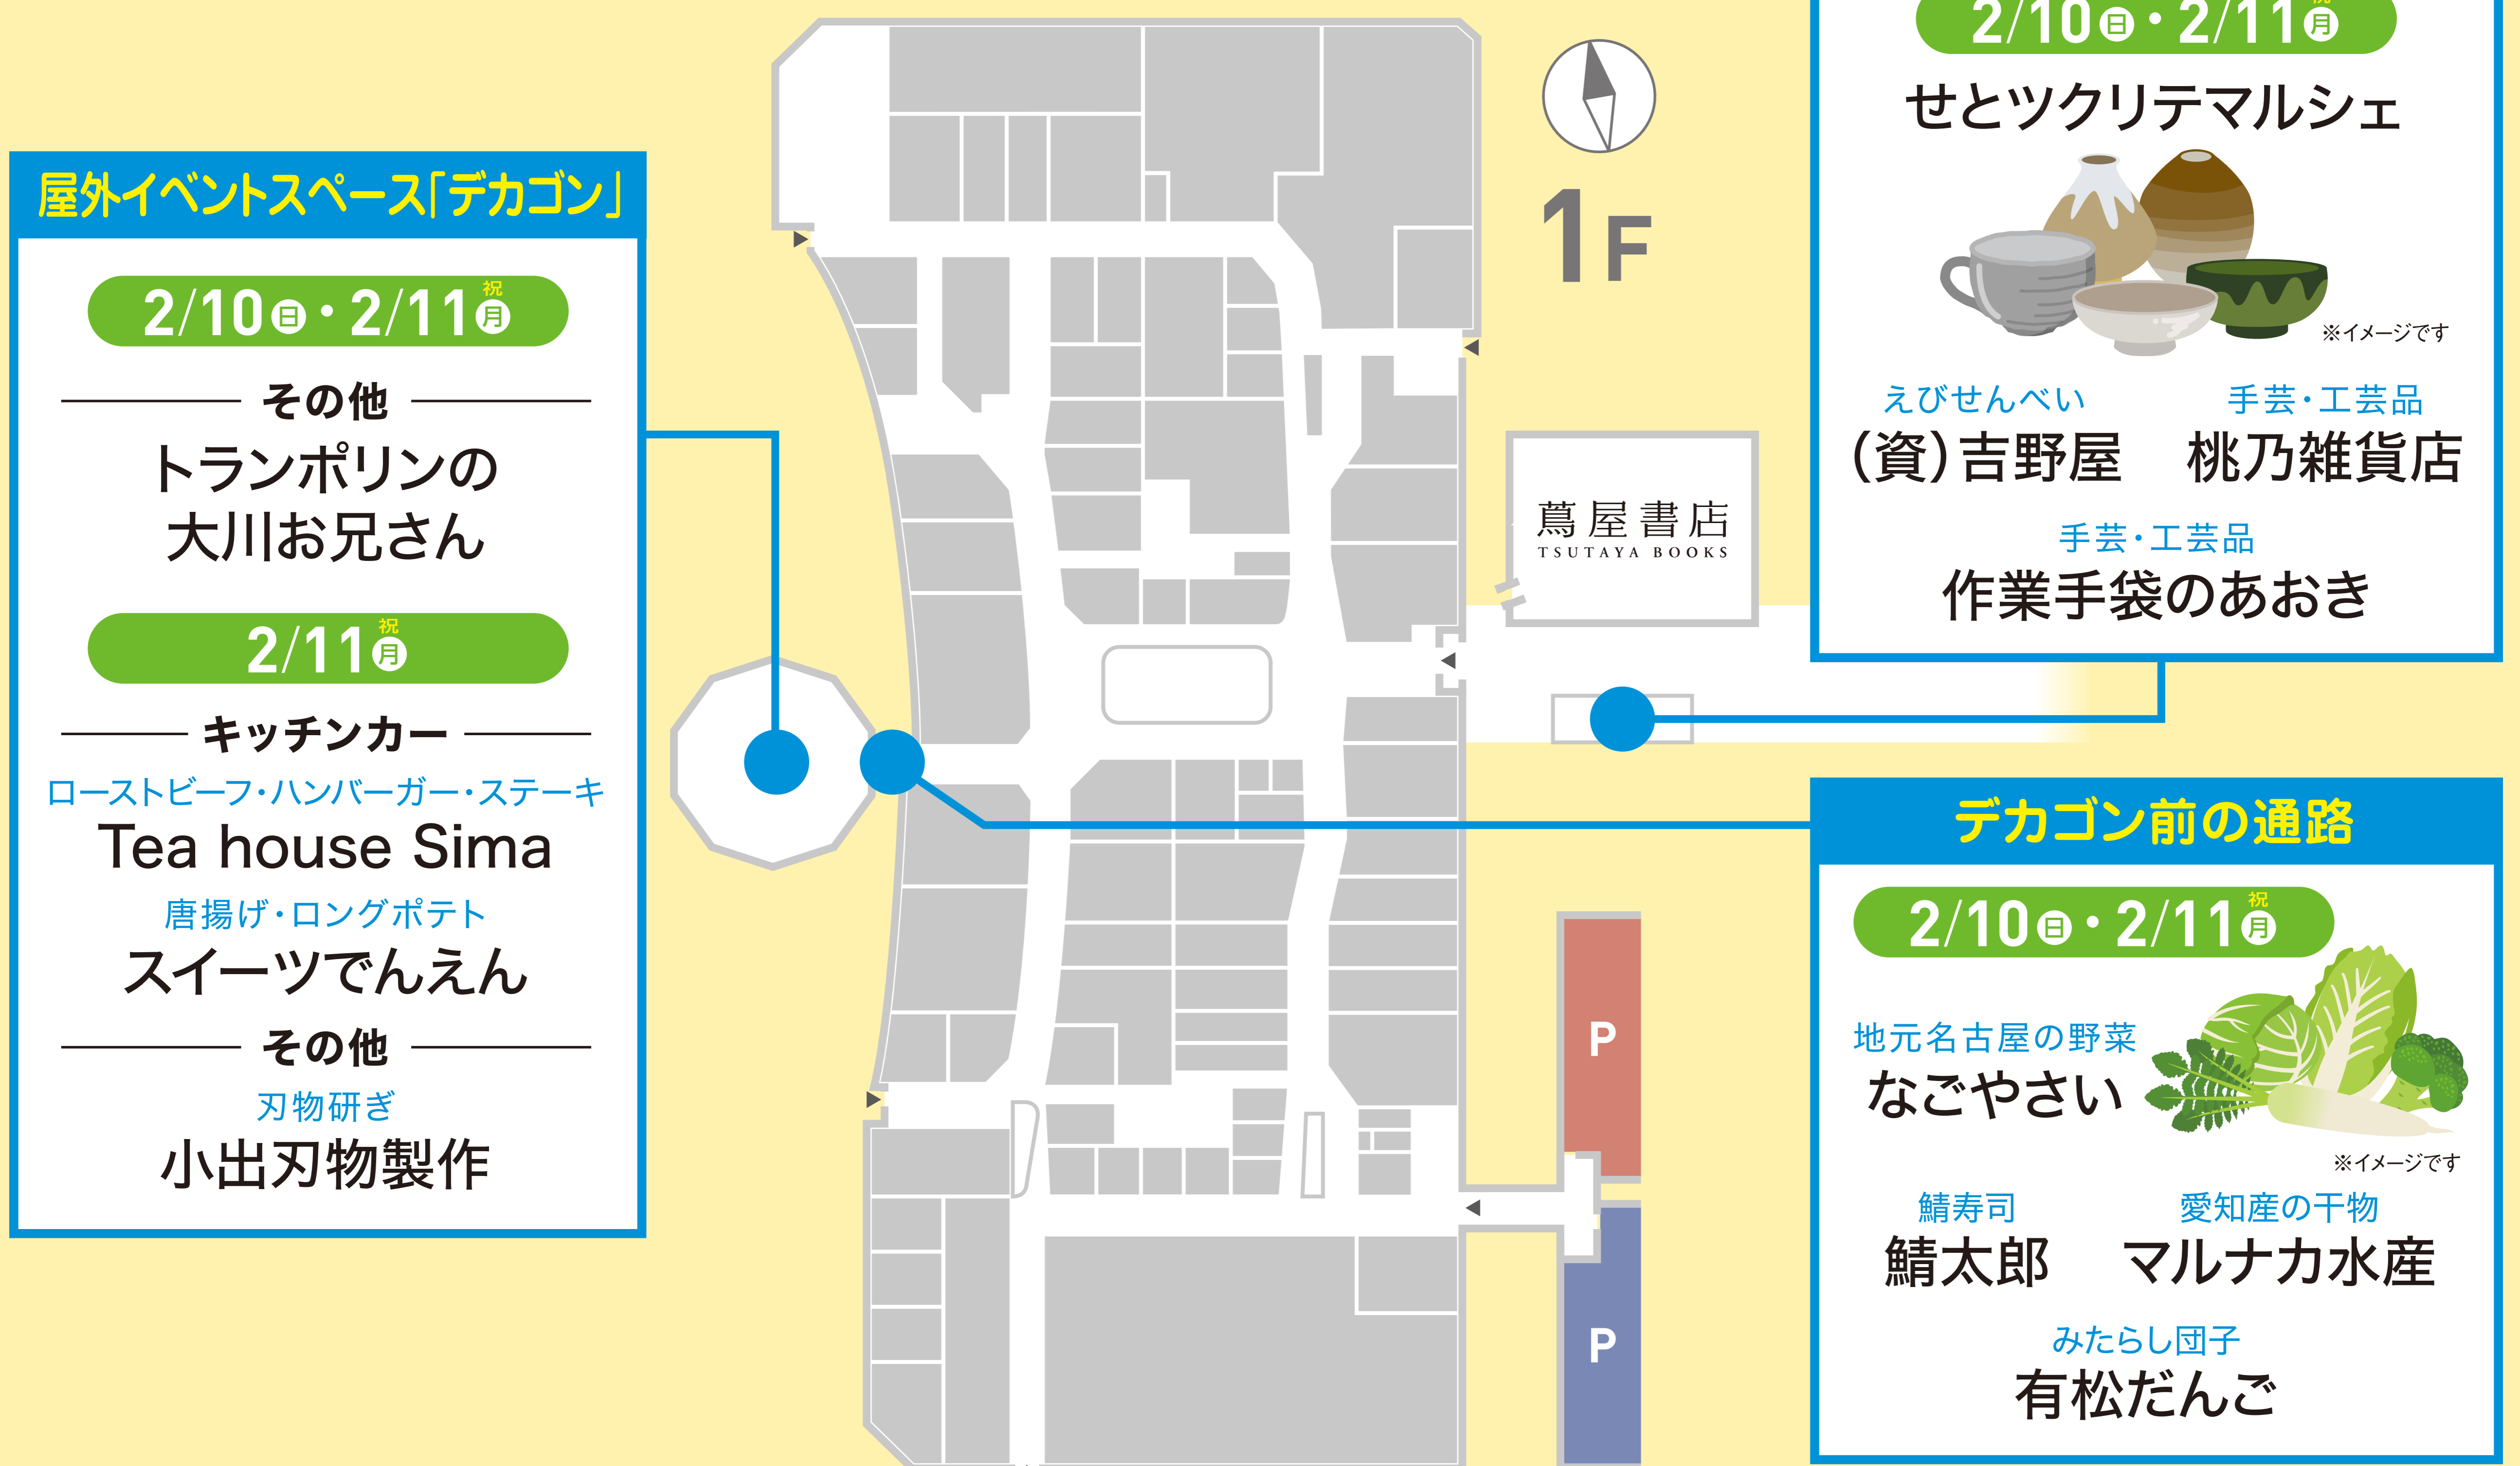 屋外イベントスペース「デカゴン」
2/10日・2/11月祝
その他
トランポリンの
大川お兄さん
2/11月祝
キッチンカー
ローストビーフ・ハンバーガー・ステーキ
Tea house Sima
唐揚げ・ロングポテト
スイーツでんえん
その他
刃物研ぎ
小出刃物製作
1F
蔦屋書店
TSUTAYA BOOKS
P
P
2/10日・2/11月祝
せとツクリテマルシェ
※イメージです
えびせんべい 手芸・工芸品
(資)吉野屋 桃乃雑貨店
手芸・工芸品
作業手袋のあおき
デカゴン前の通路
2/10日・2/11月祝
地元名古屋の野菜
なごやさい
※イメージです
鯖寿司 愛知産の干物
鯖太郎 マルナカ水産
みたらし団子
有松だんご